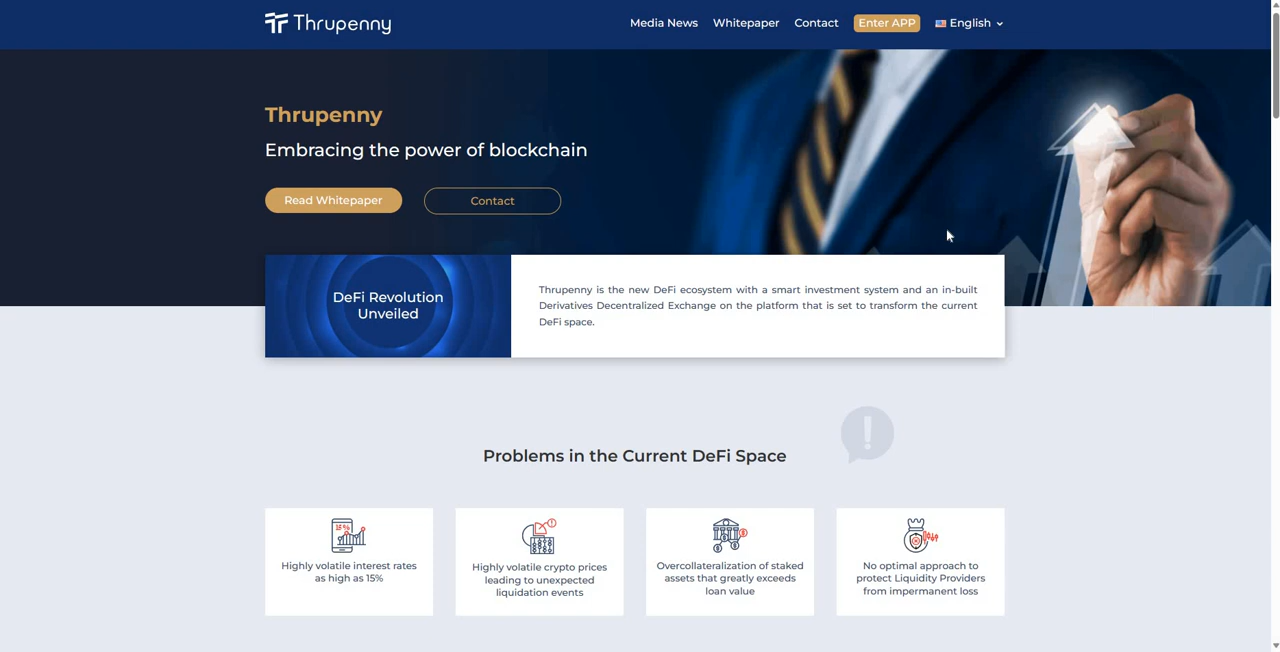 Thrupenny
Media News
Whitepaper
Contact
Enter APP
English
Thrupenny
Embracing the power of blockchain
Read Whitepaper
Contact
DeFi Revolution
Unveiled
Thrupenny is the new DeFi ecosystem with a smart investment system and an in-built
Derivatives Decentralized Exchange on the platform that is set to transform the current
DeFi space.
Problems in the Current DeFi Space
15 %
Highly volatile interest rates
as high as 15%
Highly volatile crypto prices
leading to unexpected
liquidation events
Overcollateralization of staked
assets that greatly exceeds
loan value
No optimal approach to
protect Liquidity Providers
from impermanent loss